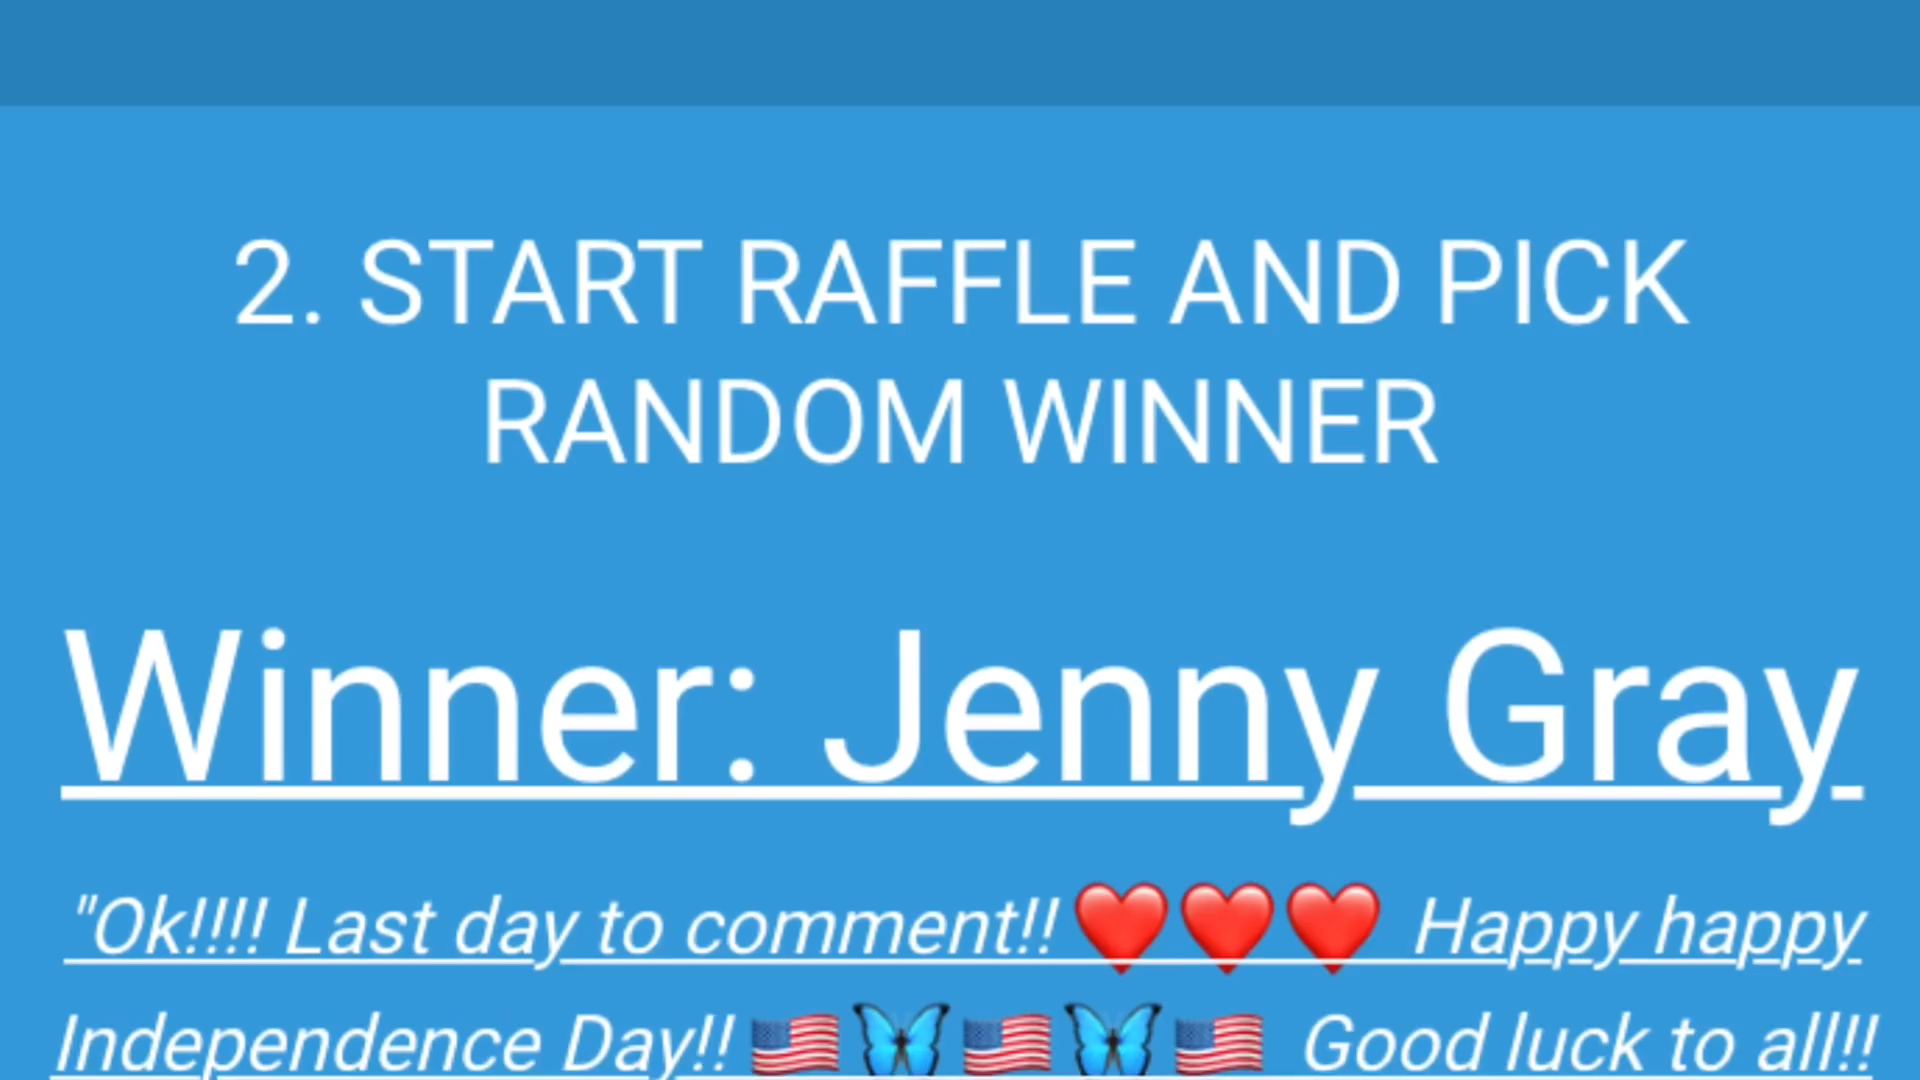 2. START RAFFLE AND PICK
RANDOM WINNER
Winner: Jenny Gray
"Ok!!!! Last day to comment!! ❤️❤️❤️ Happy happy
Independence Day!! 🇺🇸🦋🇺🇸🦋🇺🇸 Good luck to all!!